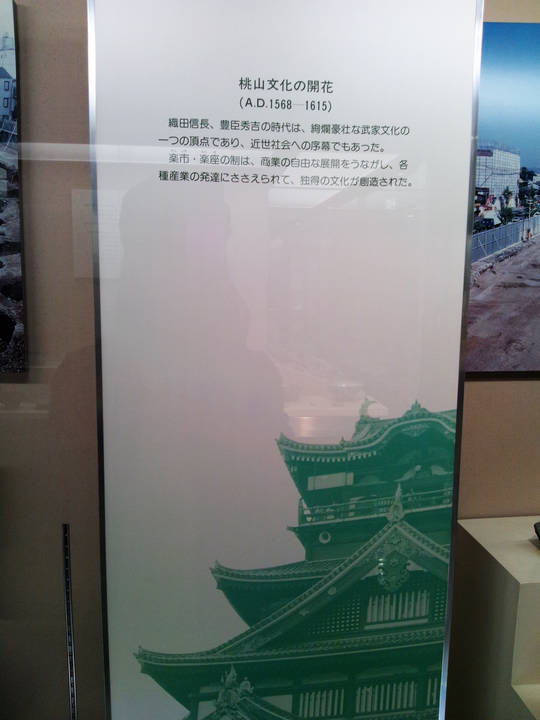 桃山文化の開花
(A.D.1568—1615)
織田信長、豊臣秀吉の時代は、絢爛豪壮な武家文化の
一つの頂点であり、近世社会への序幕でもあった。
楽市・楽座の制は、商業の自由な展開をうながし、各
種産業の発達にささえられて、独得の文化が創造された。